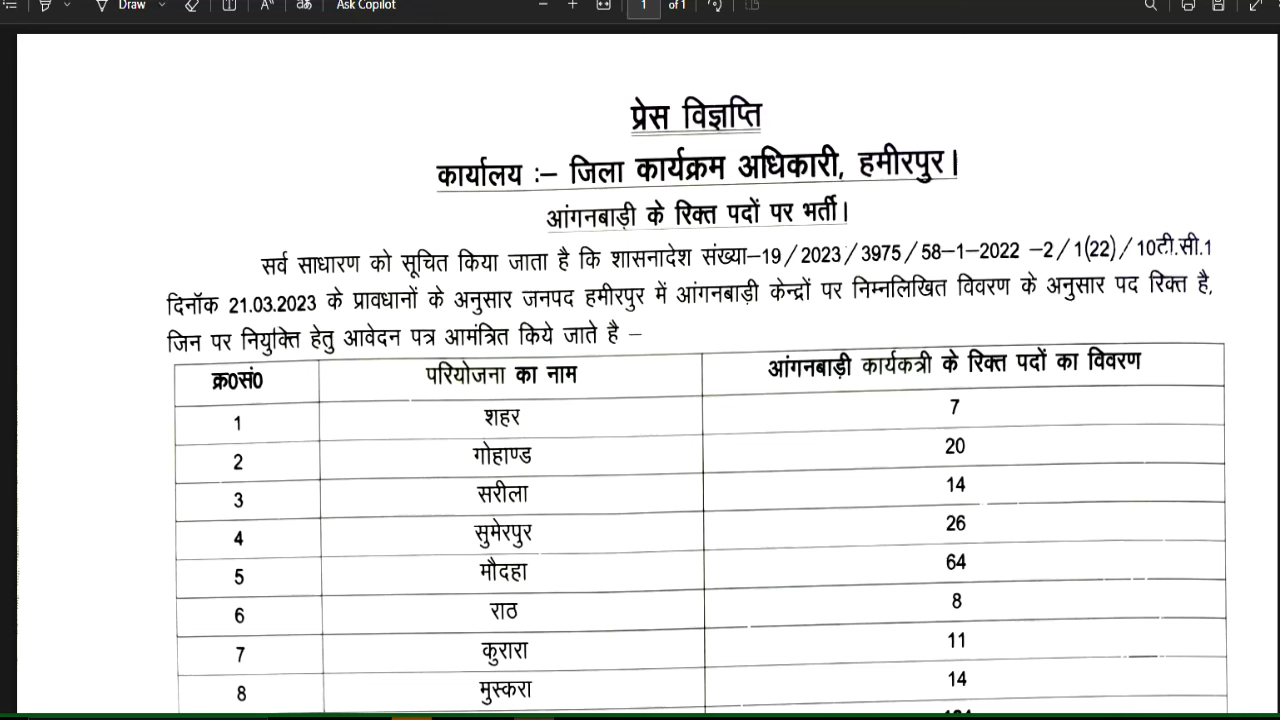 Draw
Ask Copilot
1 of 1
प्रेस विज्ञप्ति
कार्यालय :– जिला कार्यक्रम अधिकारी, हमीरपुर।
आंगनबाड़ी के रिक्त पदों पर भर्ती।
सर्व साधारण को सूचित किया जाता है कि शासनादेश संख्या–19/2023/3975/58–1–2022 –2/1(22)/10टी.सी.1
दिनॉक 21.03.2023 के प्रावधानों के अनुसार जनपद हमीरपुर में आंगनबाड़ी केन्द्रों पर निम्नलिखित विवरण के अनुसार पद रिक्त है,
जिन पर नियुक्ति हेतु आवेदन पत्र आमंत्रित किये जाते है –
क्र0सं0 परियोजना का नाम आंगनबाड़ी कार्यकत्री के रिक्त पदों का विवरण
1 शहर 7
2 गोहाण्ड 20
3 सरीला 14
4 सुमेरपुर 26
5 मौदहा 64
6 राठ 8
7 कुरारा 11
8 मुस्करा 14